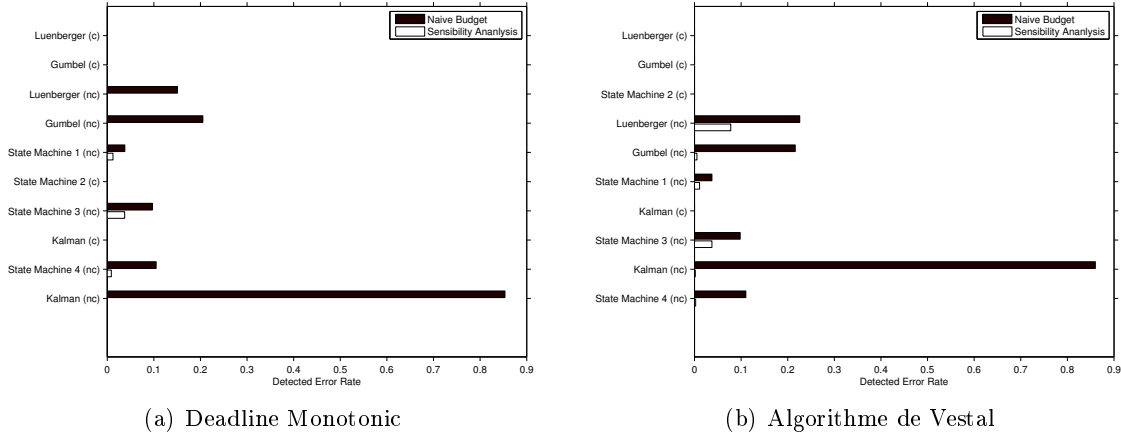 Naive Budget
Sensibility Ananlysis
Luenberger (c)
Gumbel (c)
Luenberger (nc)
Gumbel (nc)
State Machine 1 (nc)
State Machine 2 (c)
State Machine 3 (nc)
Kalman (c)
State Machine 4 (nc)
Kalman (nc)
0 0.1 0.2 0.3 0.4 0.5 0.6 0.7 0.8 0.9
Detected Error Rate
(a) Deadline Monotonic
Naive Budget
Sensibility Ananlysis
Luenberger (c)
Gumbel (c)
State Machine 2 (c)
Luenberger (nc)
Gumbel (nc)
State Machine 1 (nc)
Kalman (c)
State Machine 3 (nc)
Kalman (nc)
State Machine 4 (nc)
0 0.1 0.2 0.3 0.4 0.5 0.6 0.7 0.8 0.9
Detected Error Rate
(b) Algorithme de Vestal